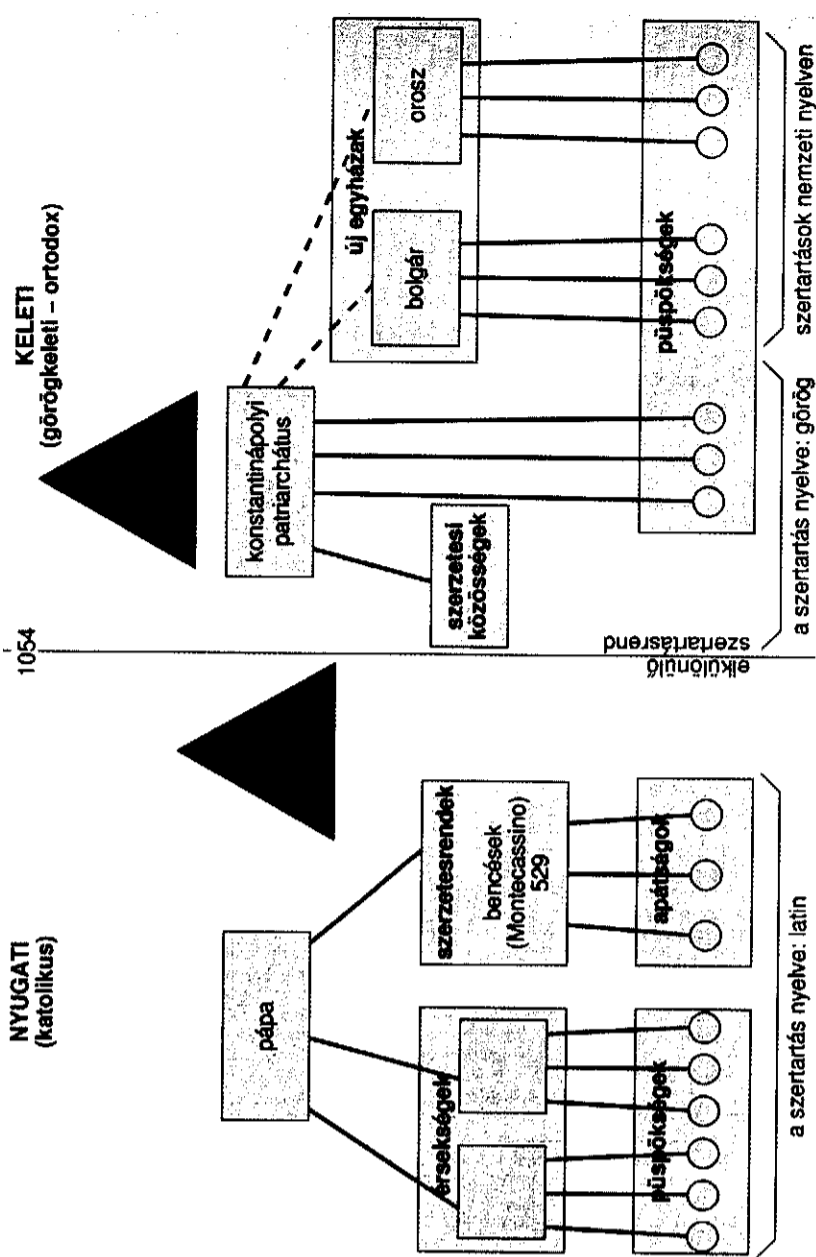 NYUGATI
(katolikus)
pápa
érsekségek
szerzetesrendek
bencések
(Montecassino)
529
püspökségek
apátságok
a szertartás nyelve: latin
1054
elkülönülő
szertartásrend
KELETI
(görögkeleti – ortodox)
konstantinápolyi
patriarchátus
szerzetesi
közösségek
új egyházak
bolgár
orosz
püspökségek
a szertartás nyelve: görög
szertartások nemzeti nyelven